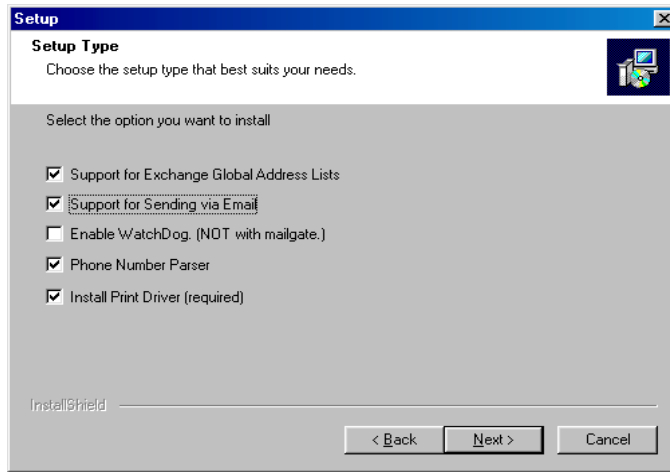 Setup
Setup Type
Choose the setup type that best suits your needs.
Select the option you want to install
Support for Exchange Global Address Lists
Support for Sending via Email
Enable WatchDog. (NOT with mailgate.)
Phone Number Parser
Install Print Driver (required)
InstallShield
< Back Next > Cancel